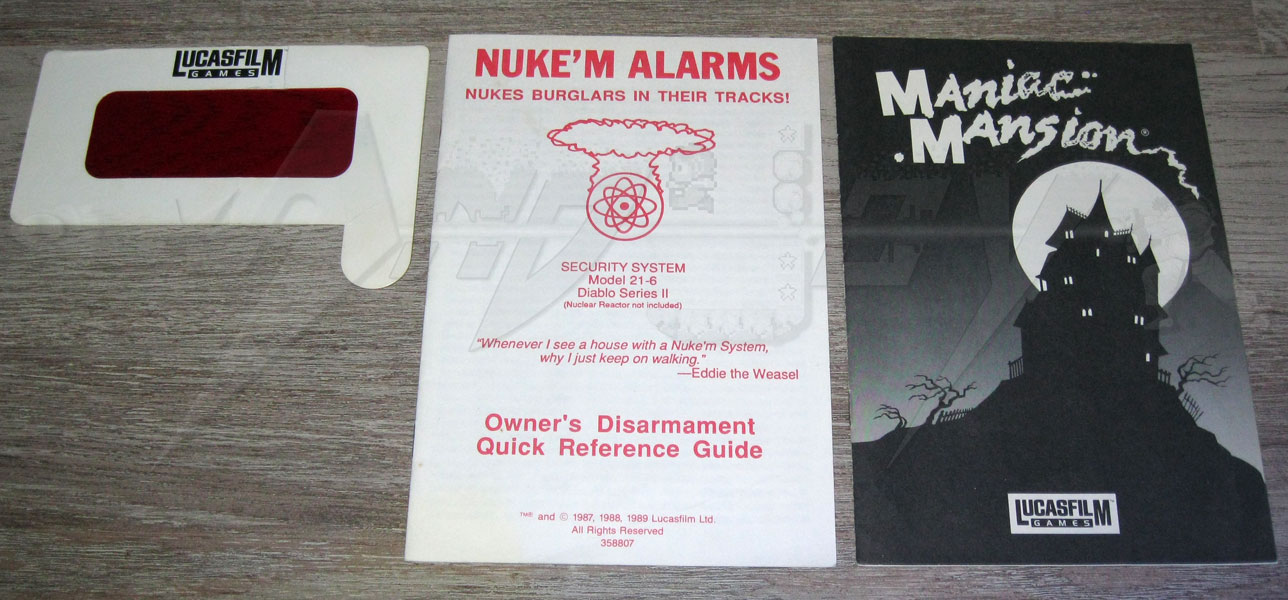 LUCASFILM
GAMES
NUKE'M ALARMS
NUKES BURGLARS IN THEIR TRACKS!
SECURITY SYSTEM
Model 21-6
Diablo Series II
(Nuclear Reactor not included)
"Whenever I see a house with a Nuke'm System,
why I just keep on walking."
—Eddie the Weasel
Owner's Disarmament
Quick Reference Guide
™® and © 1987, 1988, 1989 Lucasfilm Ltd.
All Rights Reserved
358807
MANiac
MANsion®
LUCASFILM™
GAMES